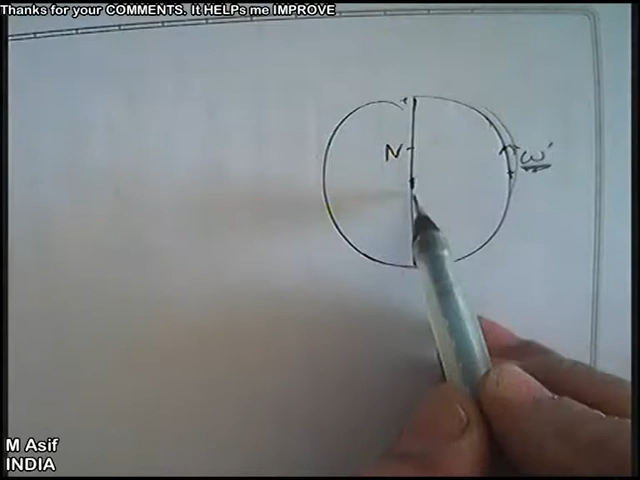 Thanks for your COMMENTS. It HELPs me IMPROVE
N
ω'
M Asif
INDIA